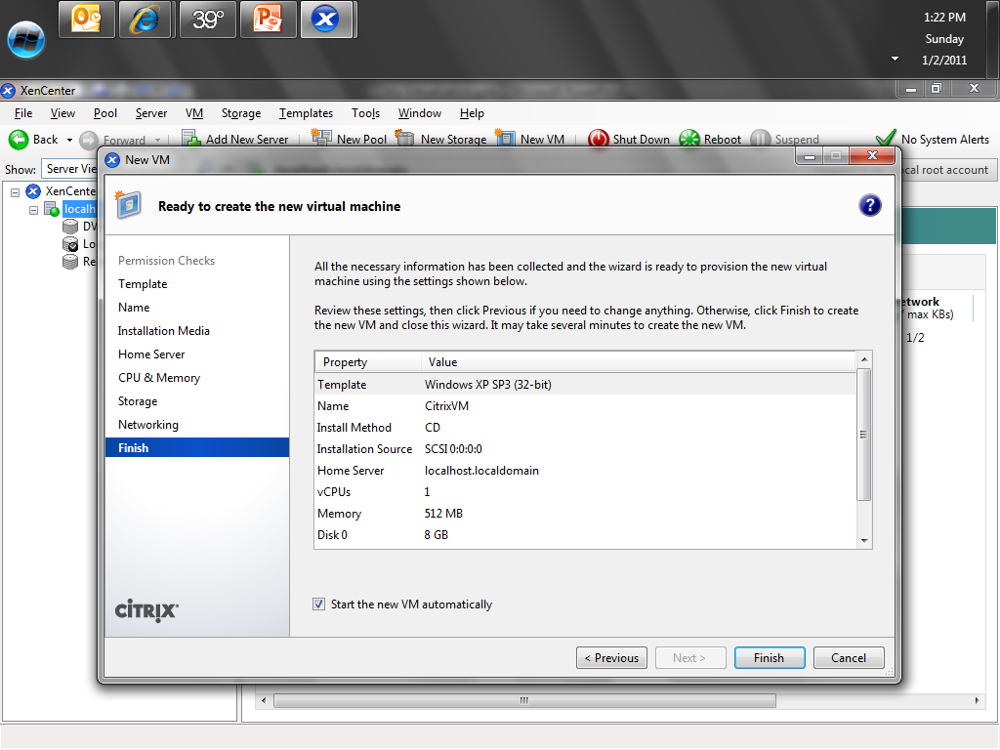 39°
1:22 PM
Sunday
1/2/2011
XenCenter
File View Pool Server VM Storage Templates Tools Window Help
Back Forward Add New Server New Pool New Storage New VM Shut Down Reboot Suspend No System Alerts
Show: Server Vie
cal root account
XenCente
localh
DV
Lo
Re
etwork
max KBs)
1/2
New VM
Ready to create the new virtual machine
?
Permission Checks
Template
Name
Installation Media
Home Server
CPU & Memory
Storage
Networking
Finish
CITRIX
All the necessary information has been collected and the wizard is ready to provision the new virtual
machine using the settings shown below.
Review these settings, then click Previous if you need to change anything. Otherwise, click Finish to create
the new VM and close this wizard. It may take several minutes to create the new VM.
Property Value
Template Windows XP SP3 (32-bit)
Name CitrixVM
Install Method CD
Installation Source SCSI 0:0:0:0
Home Server localhost.localdomain
vCPUs 1
Memory 512 MB
Disk 0 8 GB
Start the new VM automatically
< Previous Next > Finish Cancel